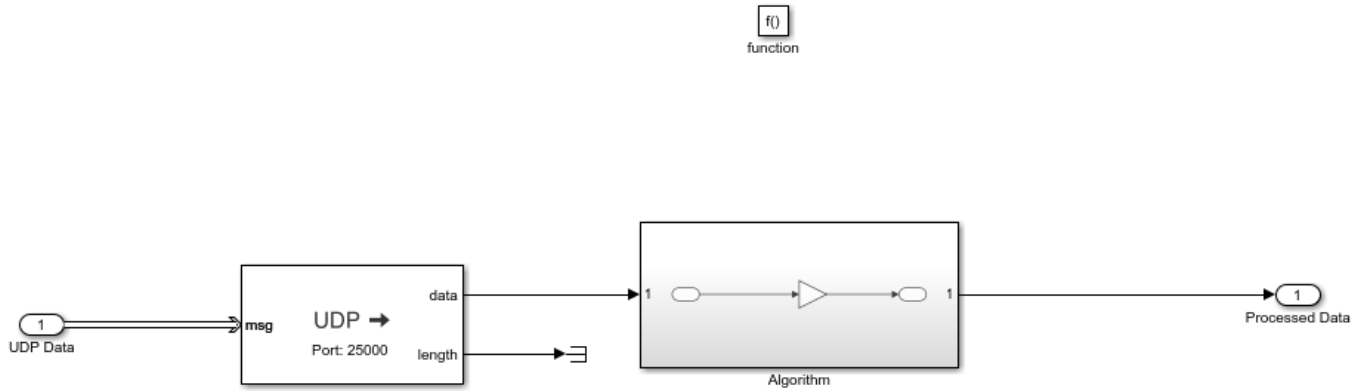 f()
function
data
1
1
1
1
msg
UDP ➔
UDP Data
Port: 25000
length
Processed Data
Algorithm